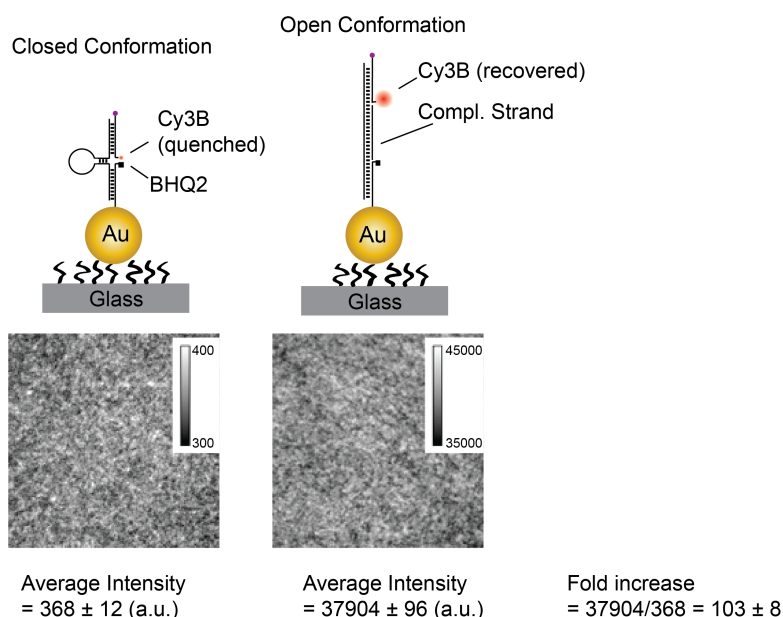 Closed Conformation
Open Conformation
Cy3B
(quenched)
BHQ2
Au
Glass
Cy3B (recovered)
Compl. Strand
Au
Glass
400
300
45000
35000
Average Intensity
= 368 ± 12 (a.u.)
Average Intensity
= 37904 ± 96 (a.u.)
Fold increase
= 37904/368 = 103 ± 8